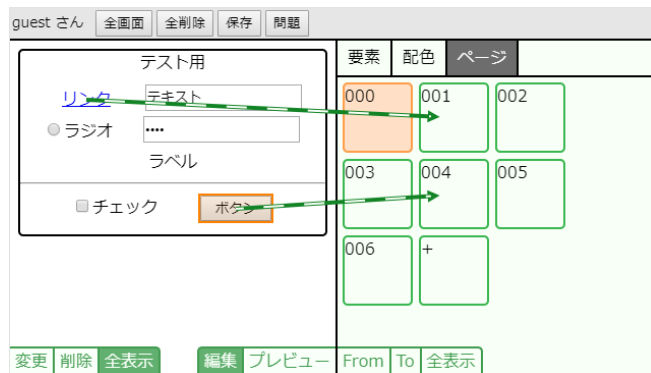 guest さん 全画面 全削除 保存 問題
テスト用
リンク テキスト
ラジオ ••••
ラベル
チェック ボタン
要素 配色 ページ
000 001 002
003 004 005
006 +
変更 削除 全表示 編集 プレビュー From To 全表示